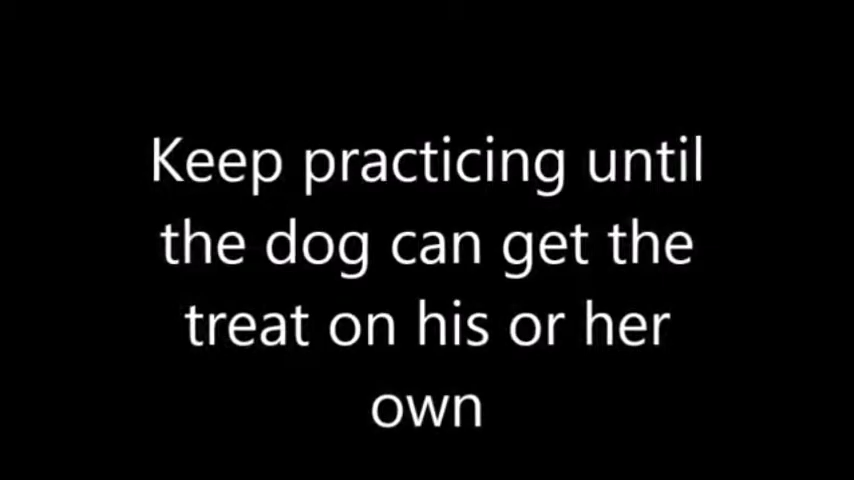 Keep practicing until
the dog can get the
treat on his or her
own